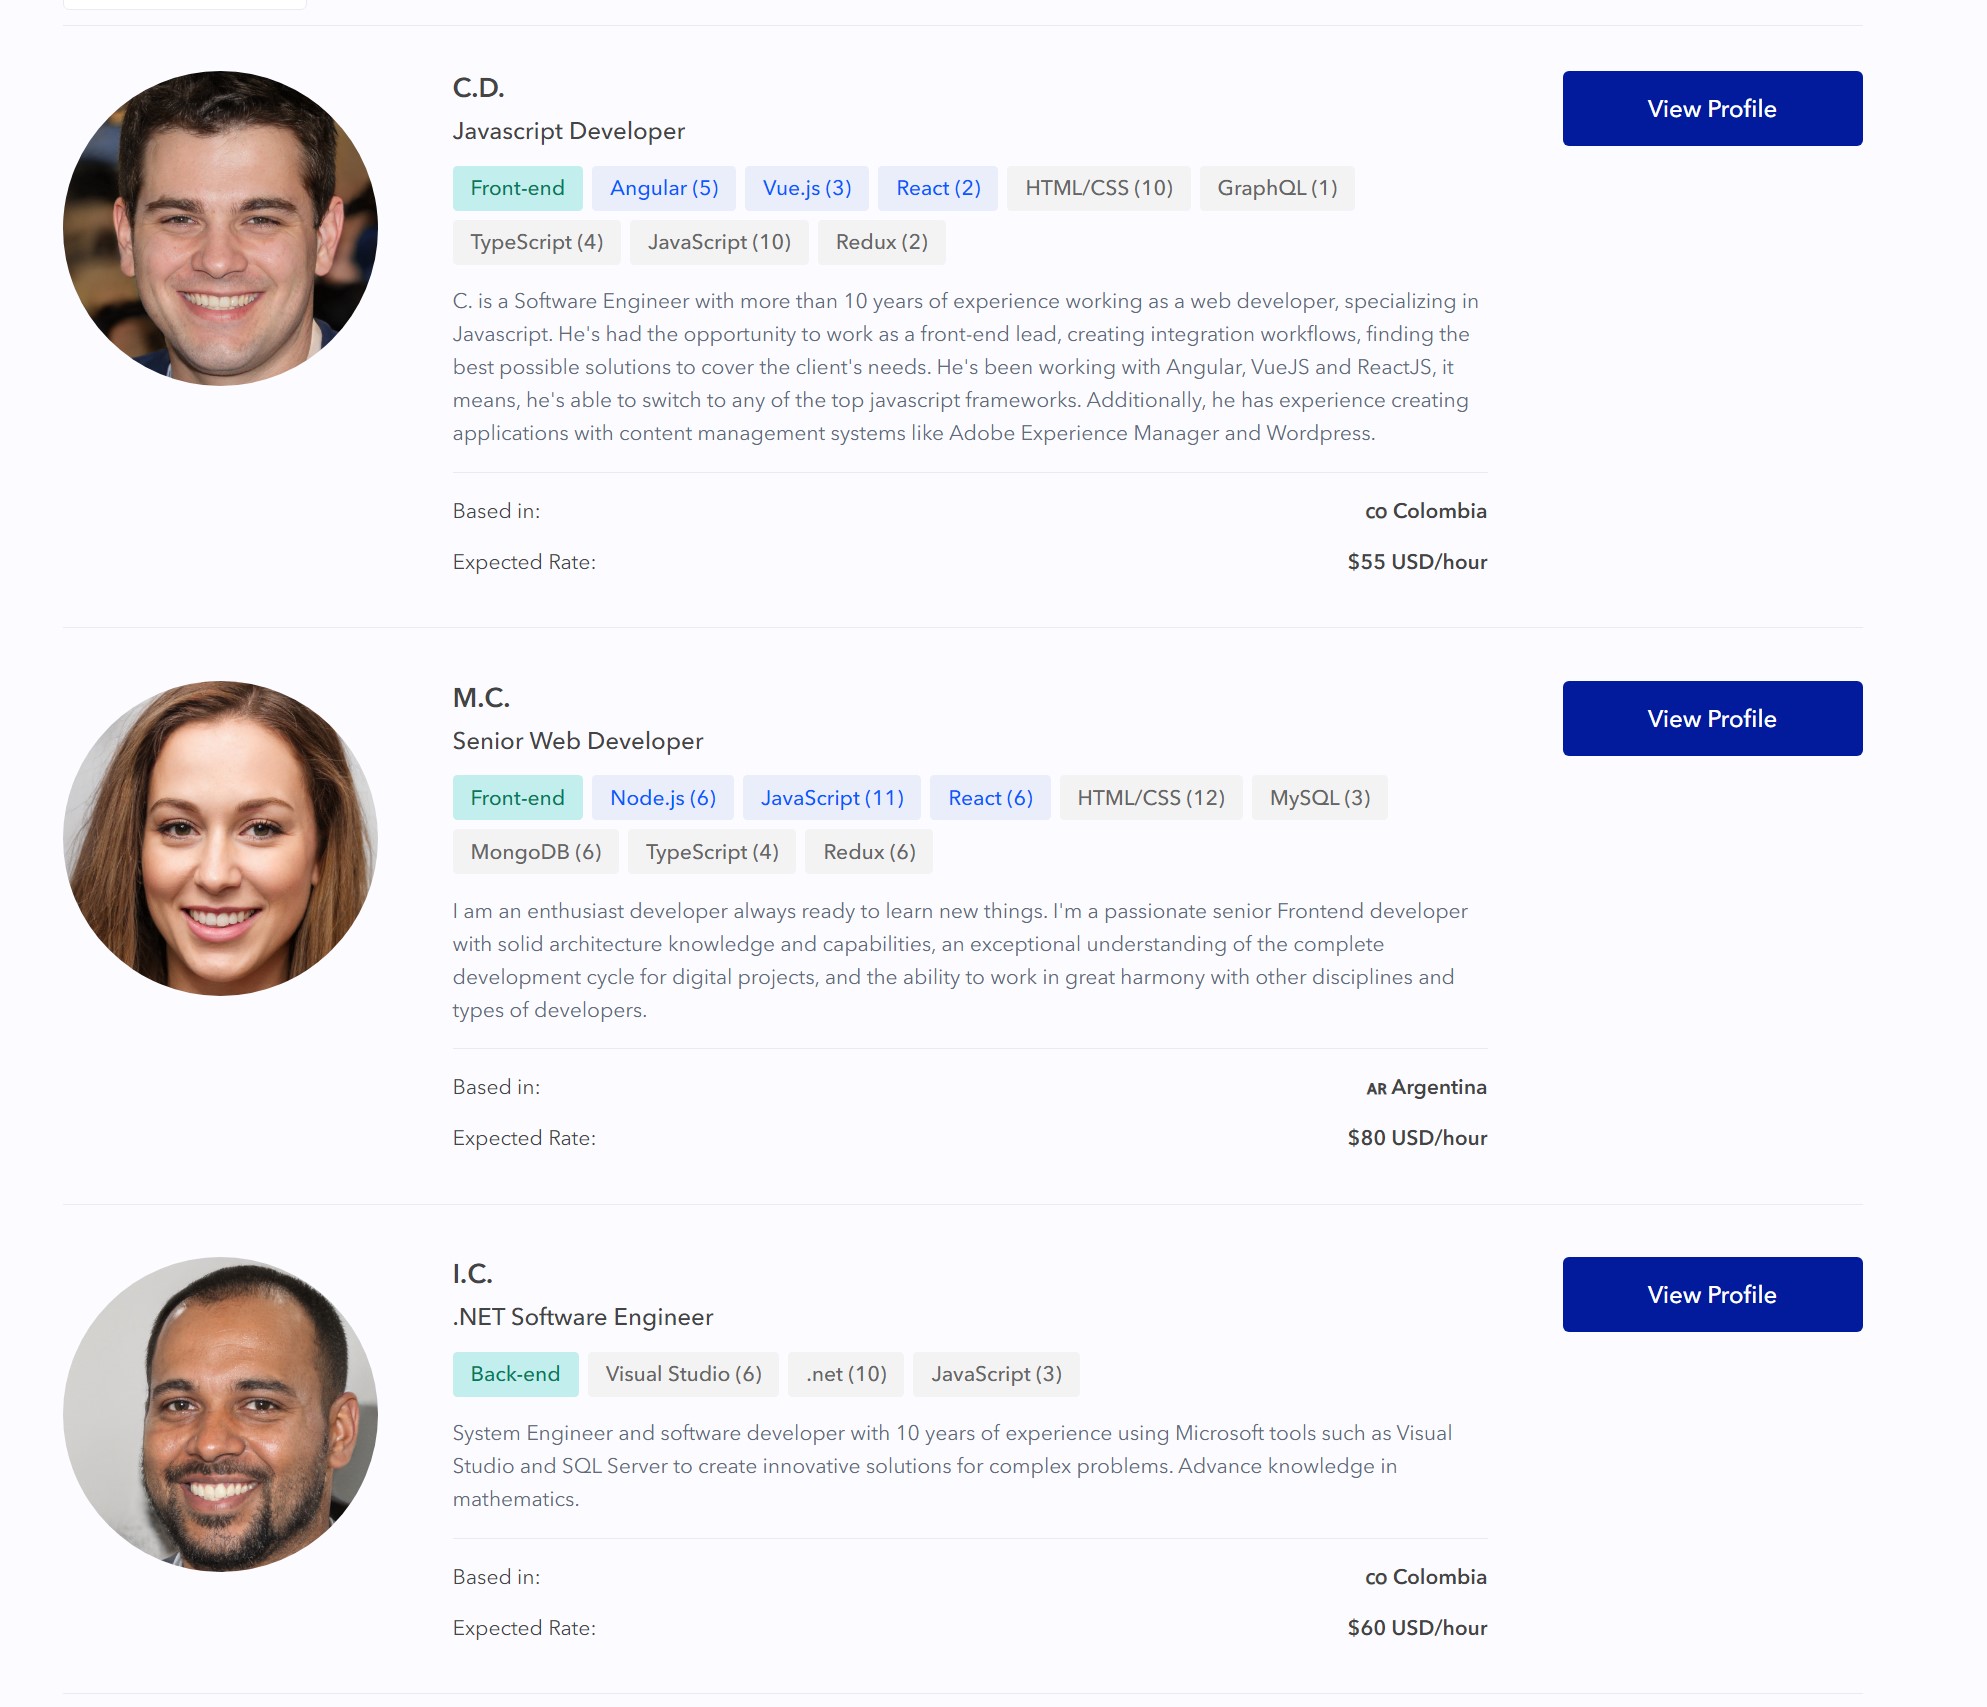 C.D.
View Profile
Javascript Developer
Front-end Angular (5) Vue.js (3) React (2) HTML/CSS (10) GraphQL (1)
TypeScript (4) JavaScript (10) Redux (2)
C. is a Software Engineer with more than 10 years of experience working as a web developer, specializing in
Javascript. He's had the opportunity to work as a front-end lead, creating integration workflows, finding the
best possible solutions to cover the client's needs. He's been working with Angular, VueJS and ReactJS, it
means, he's able to switch to any of the top javascript frameworks. Additionally, he has experience creating
applications with content management systems like Adobe Experience Manager and Wordpress.
Based in: CO Colombia
Expected Rate: $55 USD/hour
M.C.
View Profile
Senior Web Developer
Front-end Node.js (6) JavaScript (11) React (6) HTML/CSS (12) MySQL (3)
MongoDB (6) TypeScript (4) Redux (6)
I am an enthusiast developer always ready to learn new things. I'm a passionate senior Frontend developer
with solid architecture knowledge and capabilities, an exceptional understanding of the complete
development cycle for digital projects, and the ability to work in great harmony with other disciplines and
types of developers.
Based in: AR Argentina
Expected Rate: $80 USD/hour
I.C.
View Profile
.NET Software Engineer
Back-end Visual Studio (6) .net (10) JavaScript (3)
System Engineer and software developer with 10 years of experience using Microsoft tools such as Visual
Studio and SQL Server to create innovative solutions for complex problems. Advance knowledge in
mathematics.
Based in: CO Colombia
Expected Rate: $60 USD/hour